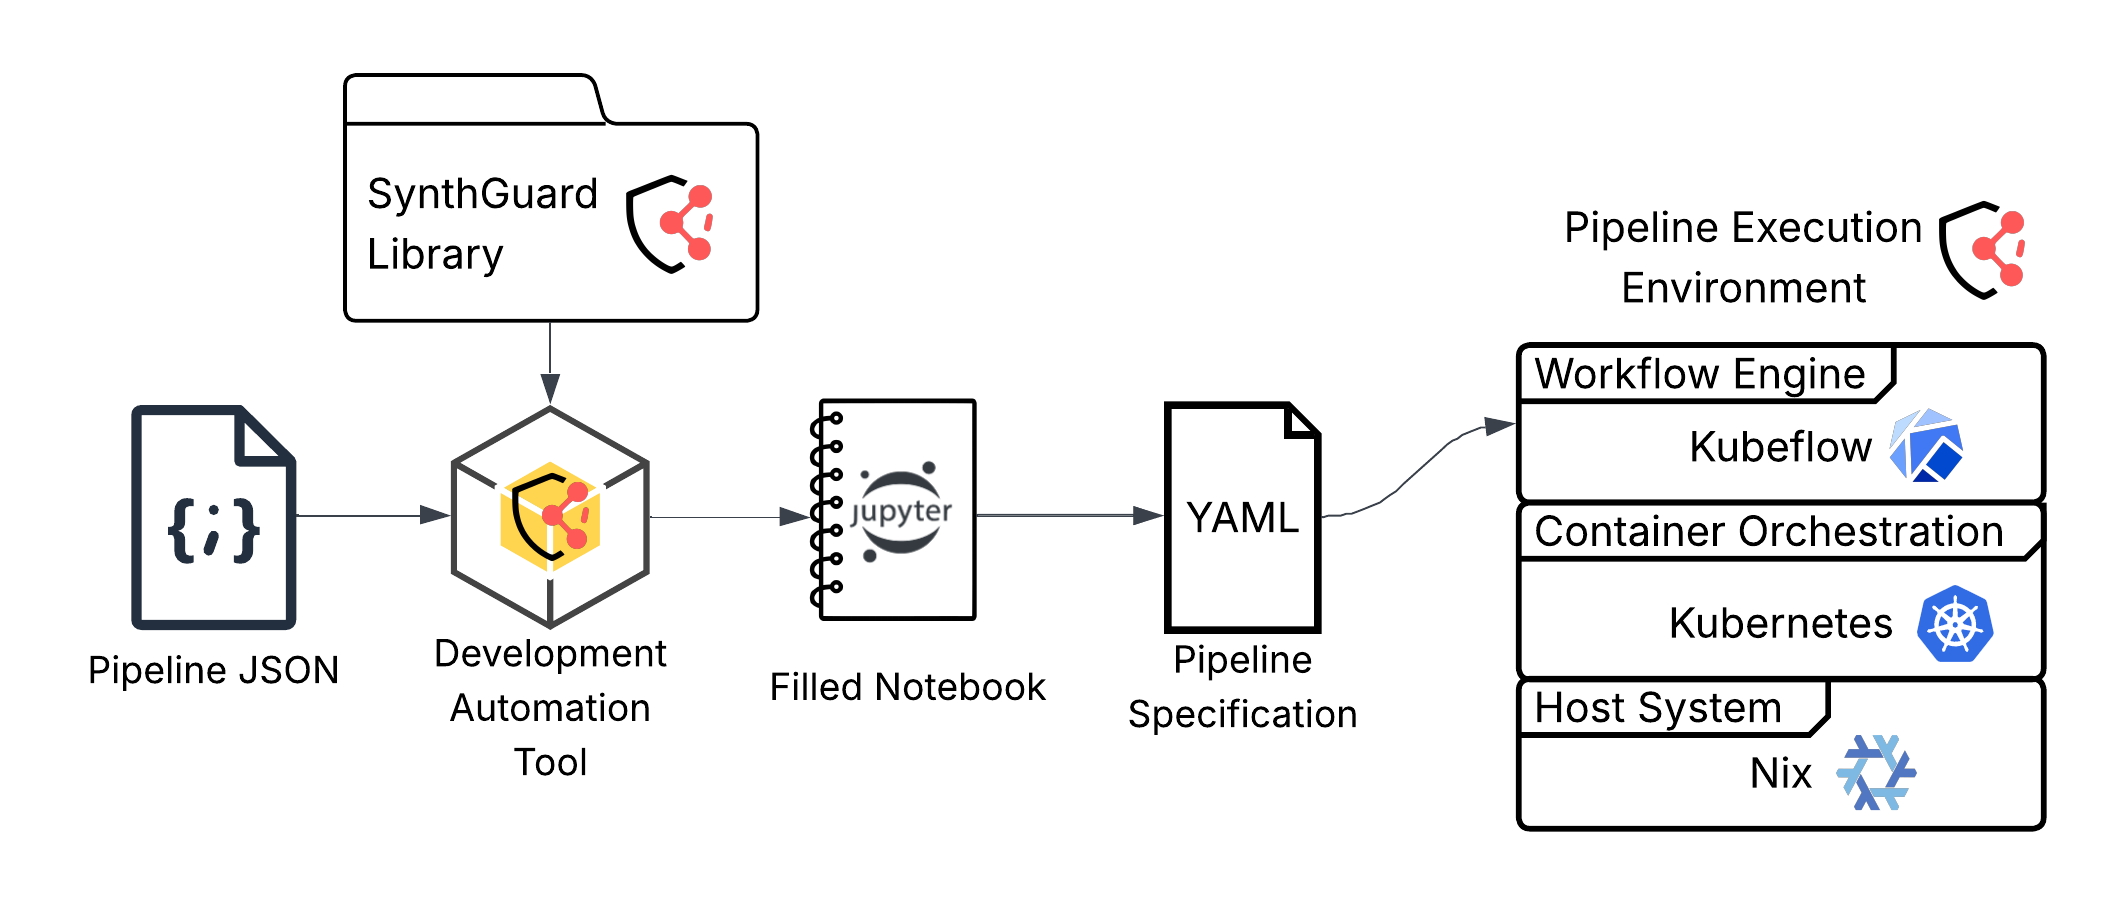 SynthGuard
Library
Pipeline JSON
{;}
Development
Automation
Tool
jupyter
Filled Notebook
YAML
Pipeline
Specification
Pipeline Execution
Environment
Workflow Engine
Kubeflow
Container Orchestration
Kubernetes
Host System
Nix